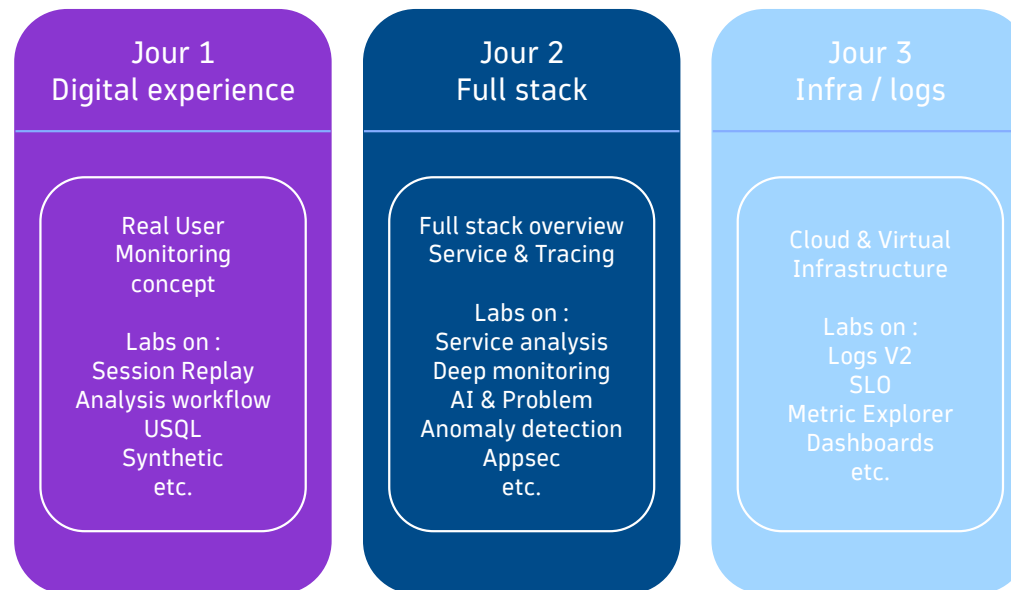 Jour 1
Digital experience
Real User
Monitoring
concept
Labs on :
Session Replay
Analysis workflow
USQL
Synthetic
etc.
Jour 2
Full stack
Full stack overview
Service & Tracing
Labs on :
Service analysis
Deep monitoring
AI & Problem
Anomaly detection
Appsec
etc.
Jour 3
Infra / logs
Cloud & Virtual
Infrastructure
Labs on :
Logs V2
SLO
Metric Explorer
Dashboards
etc.